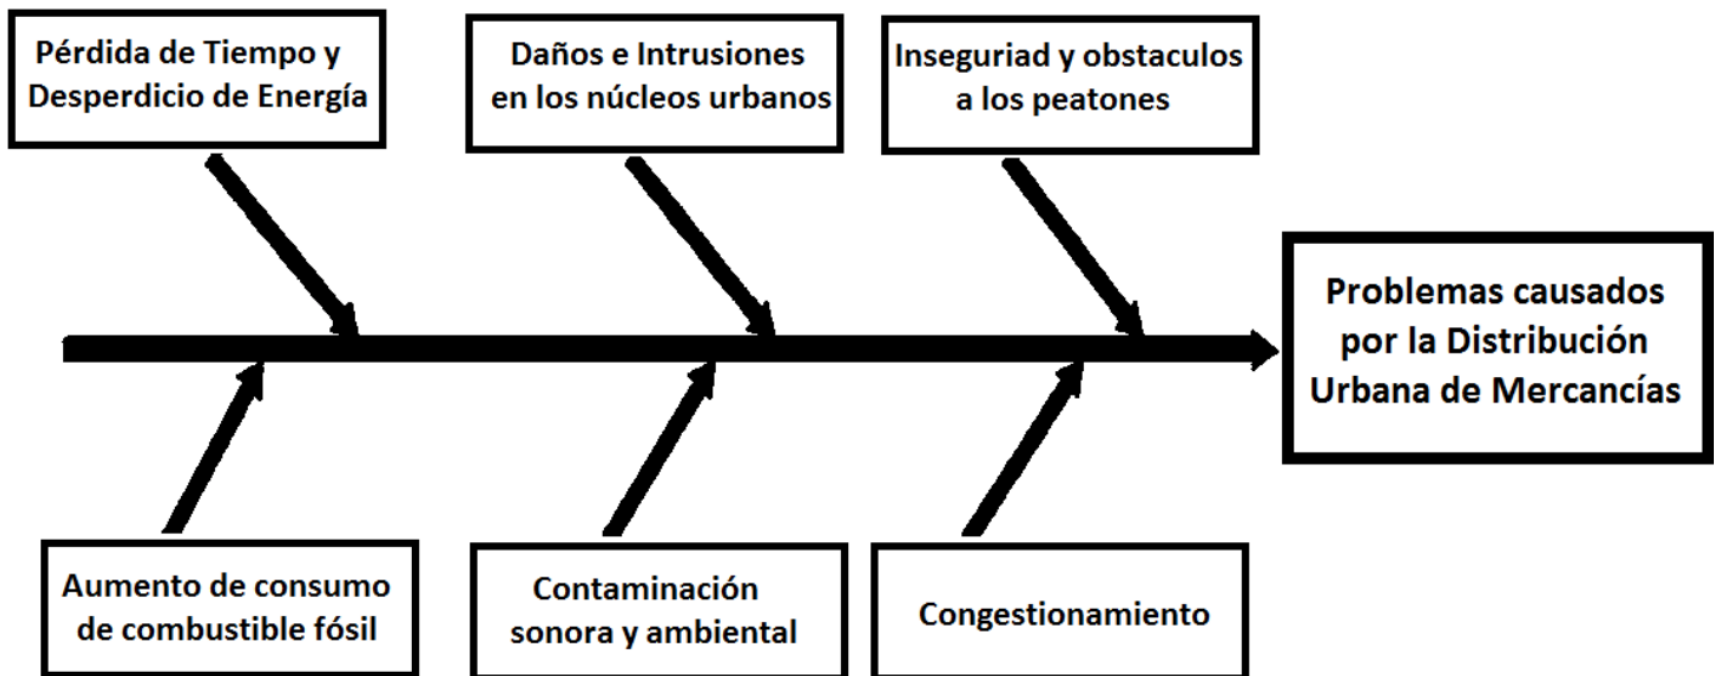 Pérdida de Tiempo y
Desperdicio de Energía
Daños e Intrusiones
en los núcleos urbanos
Inseguriad y obstaculos
a los peatones
Problemas causados
por la Distribución
Urbana de Mercancías
Aumento de consumo
de combustible fósil
Contaminación
sonora y ambiental
Congestionamiento